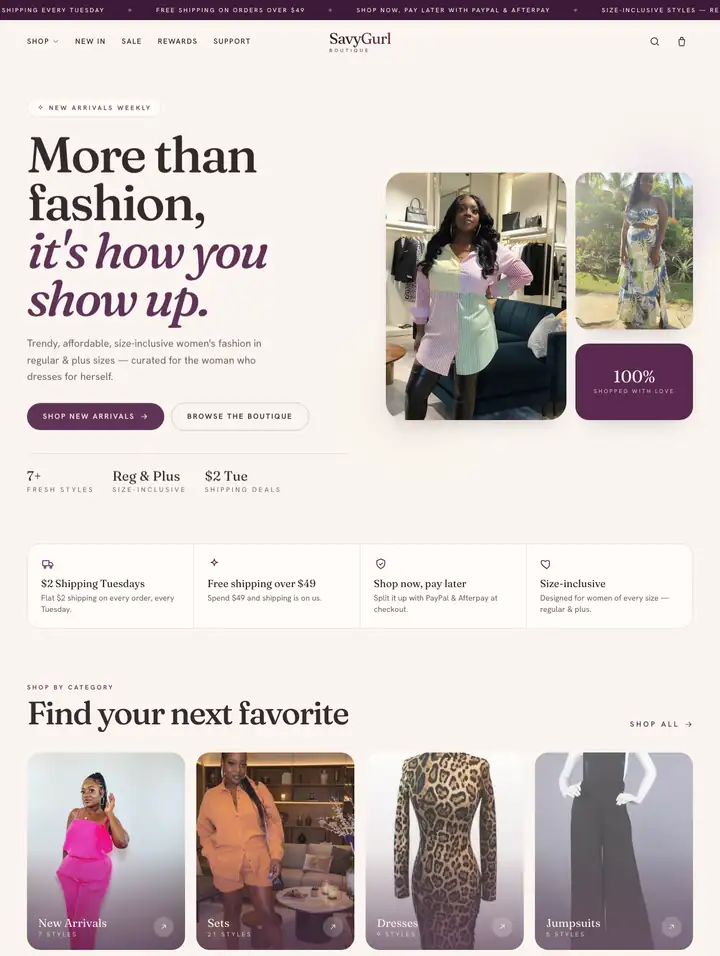 SHIPPING EVERY TUESDAY
FREE SHIPPING ON ORDERS OVER $49
SHOP NOW, PAY LATER WITH PAYPAL & AFTERPAY
SIZE-INCLUSIVE STYLES — RE
SHOP
NEW IN
SALE
REWARDS
SUPPORT
SavyGurl
BOUTIQUE
NEW ARRIVALS WEEKLY
More than
fashion,
it's how you
show up.
Trendy, affordable, size-inclusive women's fashion in
regular & plus sizes — curated for the woman who
dresses for herself.
SHOP NEW ARRIVALS →
BROWSE THE BOUTIQUE
100%
SHOPPED WITH LOVE
7+
FRESH STYLES
Reg & Plus
SIZE-INCLUSIVE
$2 Tue
SHIPPING DEALS
$2 Shipping Tuesdays
Flat $2 shipping on every order, every
Tuesday.
Free shipping over $49
Spend $49 and shipping is on us.
Shop now, pay later
Split it up with PayPal & Afterpay at
checkout.
Size-inclusive
Designed for women of every size —
regular & plus.
SHOP BY CATEGORY
Find your next favorite
SHOP ALL →
New Arrivals
7 STYLES
Sets
21 STYLES
Dresses
9 STYLES
Jumpsuits
5 STYLES